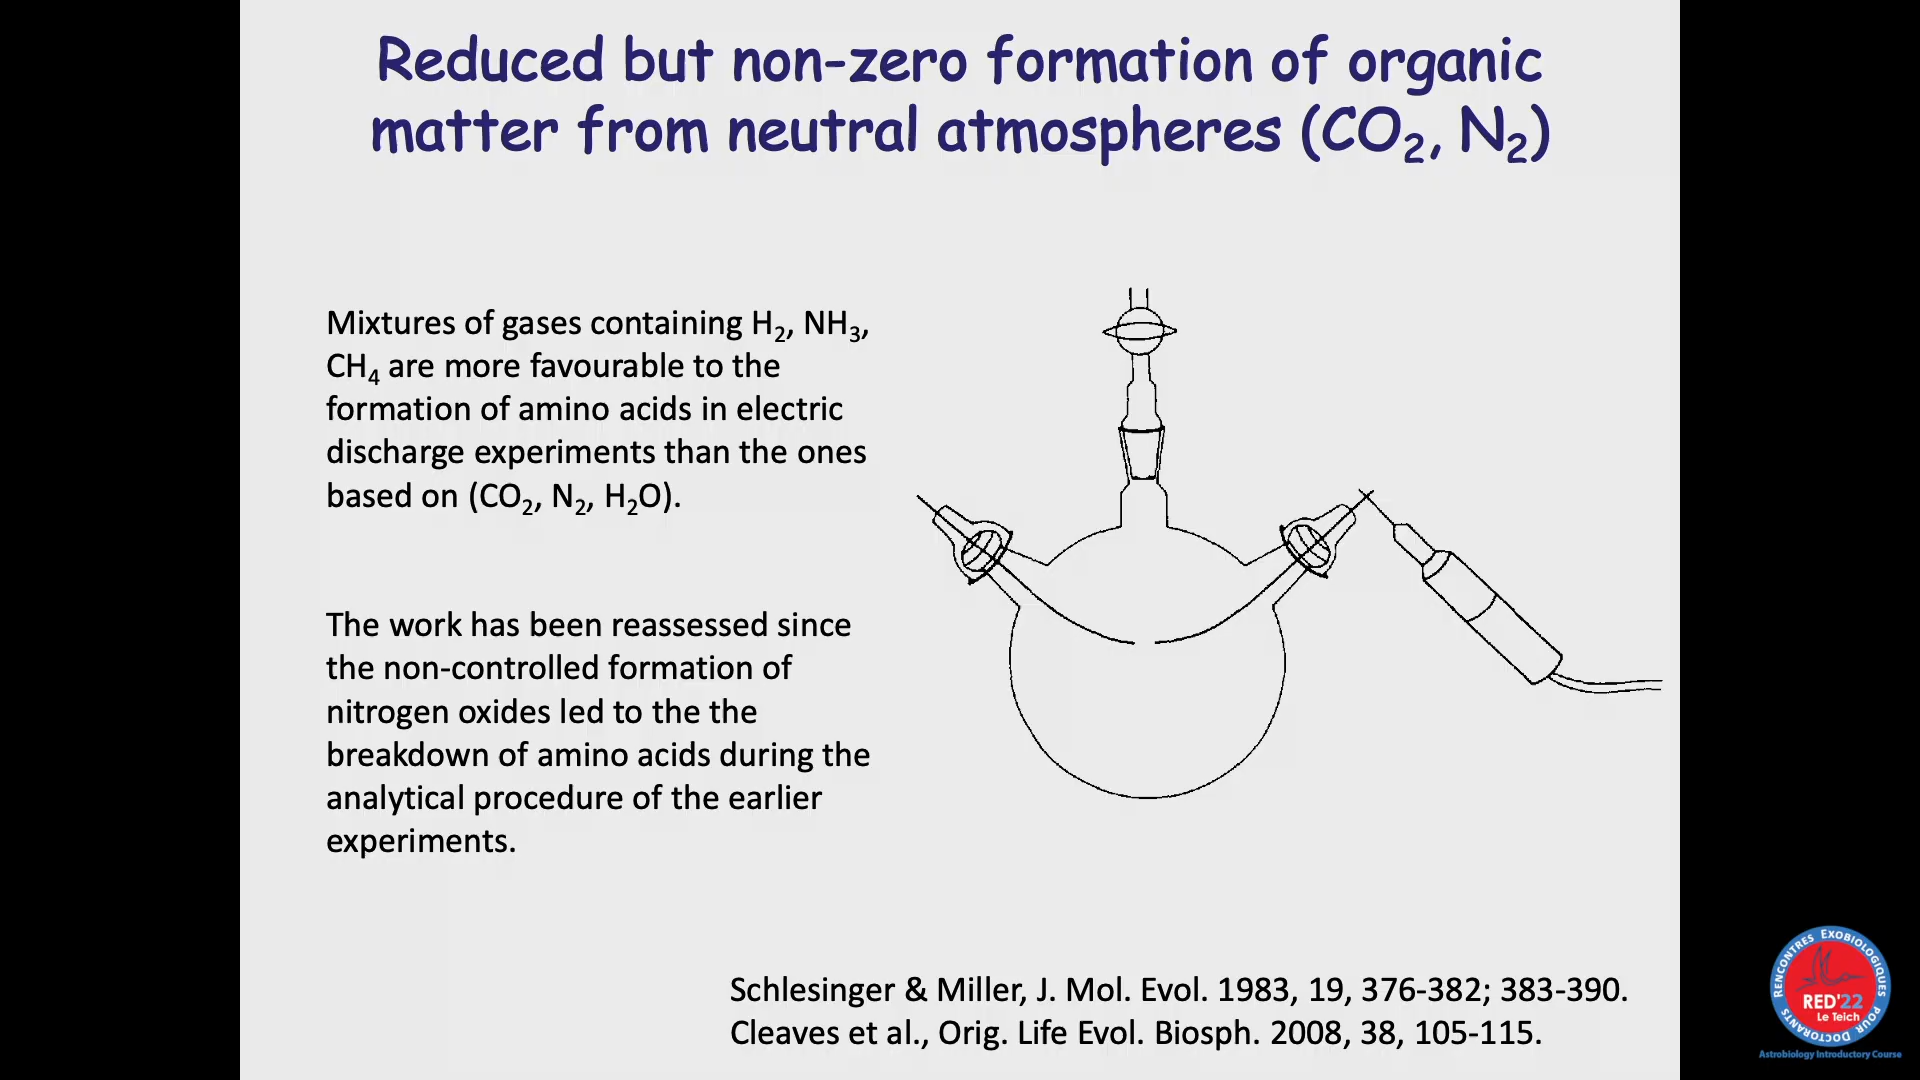 Reduced but non-zero formation of organic
matter from neutral atmospheres (CO₂, N₂)
Mixtures of gases containing H₂, NH₃,
CH₄ are more favourable to the
formation of amino acids in electric
discharge experiments than the ones
based on (CO₂, N₂, H₂O).
The work has been reassessed since
the non-controlled formation of
nitrogen oxides led to the the
breakdown of amino acids during the
analytical procedure of the earlier
experiments.
Schlesinger & Miller, J. Mol. Evol. 1983, 19, 376-382; 383-390.
Cleaves et al., Orig. Life Evol. Biosph. 2008, 38, 105-115.
RENCONTRES EXOBIOLOGIQUES POUR DOCTORANTS
RED'22
Le Teich
Astrobiology Introductory Course